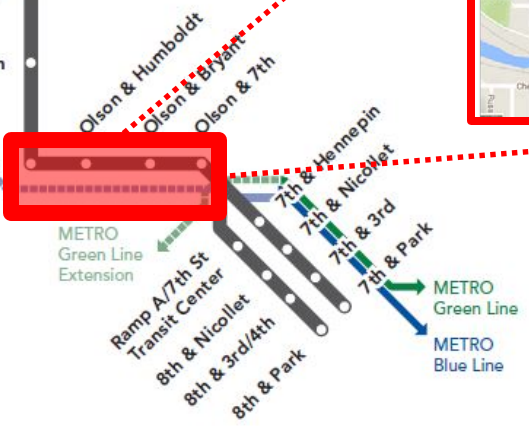 Olson & Humboldt
Olson & Bryant
Olson & 7th
7th & Hennepin
7th & Nicollet
7th & 3rd
7th & Park
METRO
Green Line
Extension
Ramp A/7th St
Transit Center
8th & Nicollet
8th & 3rd/4th
8th & Park
METRO
Green Line
METRO
Blue Line